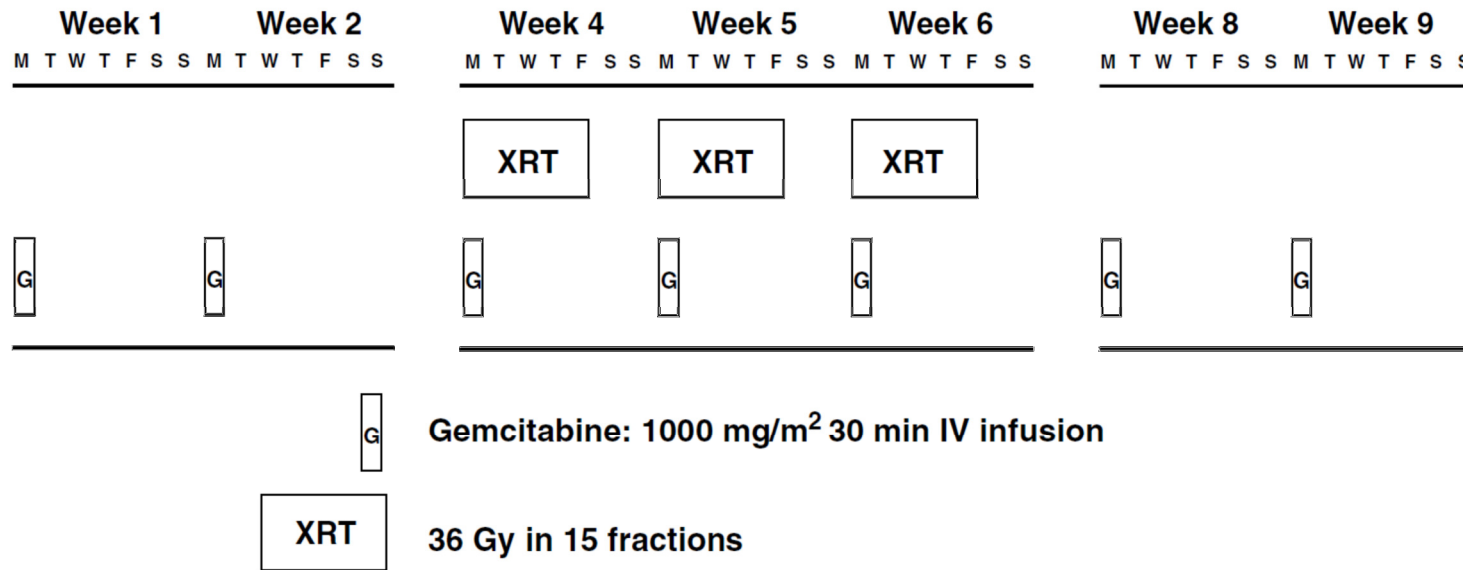 Week 1 Week 2 Week 4 Week 5 Week 6 Week 8 Week 9
M T W T F S S M T W T F S S M T W T F S S M T W T F S S M T W T F S S M T W T F S S M T W T F S S
XRT XRT XRT
G G G G G G G
G Gemcitabine: 1000 mg/m² 30 min IV infusion
XRT 36 Gy in 15 fractions